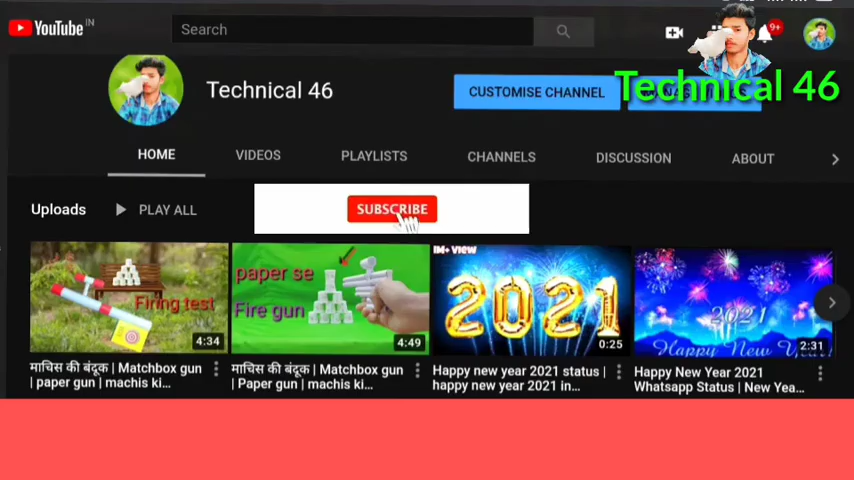 YouTube IN
Search
9+
Technical 46
CUSTOMISE CHANNEL
Technical 46
HOME
VIDEOS
PLAYLISTS
CHANNELS
DISCUSSION
ABOUT
Uploads
PLAY ALL
SUBSCRIBE
Firing test
4:34
paper se
Fire gun
4:49
1M+ View
2021
0:25
2021
Happy New Year!
2:31
माचिस की बंदूक | Matchbox gun
| paper gun | machis ki...
माचिस की बंदूक | Matchbox gun
| Paper gun | machis ki...
Happy new year 2021 status |
happy new year 2021 in...
Happy New Year 2021
Whatsapp Status | New Yea...